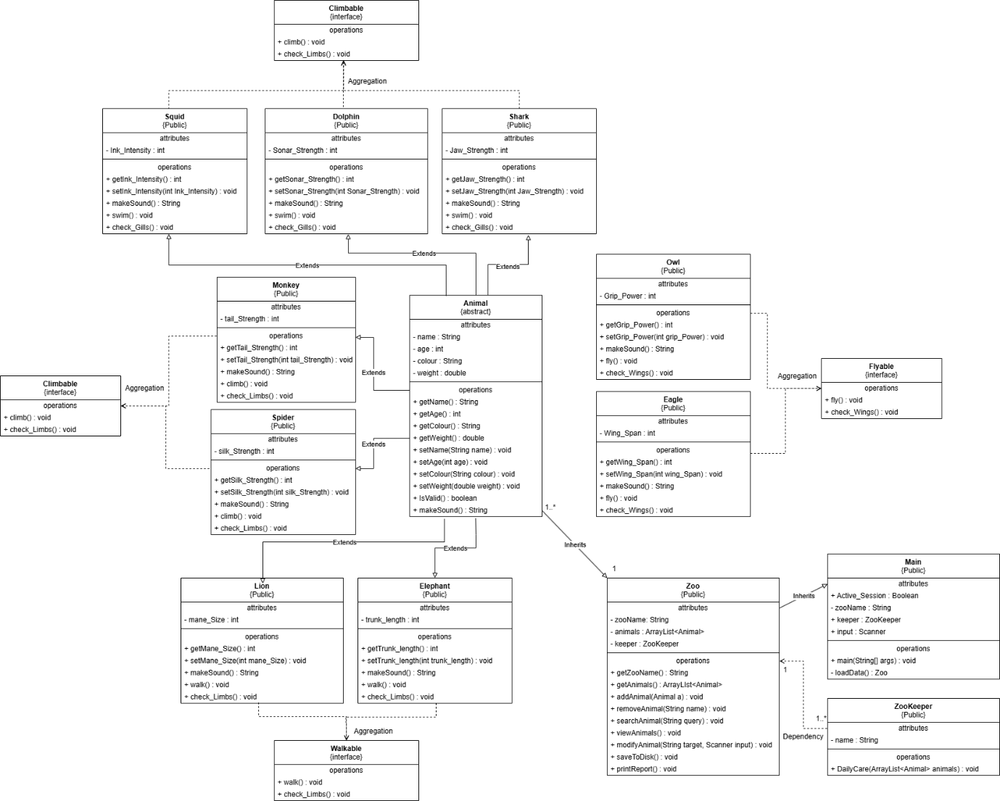 Climbable
{interface}
operations
+ climb() : void
+ check_Limbs() : void
Aggregation
Squid
{Public}
attributes
- Ink_Intensity : int
operations
+ getInk_Intensity() : int
+ setInk_Intensity(int Ink_Intensity) : void
+ makeSound() : String
+ swim() : void
+ check_Gills() : void
Dolphin
{Public}
attributes
- Sonar_Strength : int
operations
+ getSonar_Strength() : int
+ setSonar_Strength(int Sonar_Strength) : void
+ makeSound() : String
+ swim() : void
+ check_Gills() : void
Shark
{Public}
attributes
- Jaw_Strength : int
operations
+ getJaw_Strength() : int
+ setJaw_Strength(int Jaw_Strength) : void
+ makeSound() : String
+ swim() : void
+ check_Gills() : void
Extends
Extends
Extends
Monkey
{Public}
attributes
- tail_Strength : int
operations
+ getTail_Strength() : int
+ setTail_Strength(int tail_Strength) : void
+ makeSound() : String
+ climb() : void
+ check_Limbs() : void
Extends
Animal
{abstract}
attributes
- name : String
- age : int
- colour : String
- weight : double
operations
+ getName() : String
+ getAge() : int
+ getColour() : String
+ getWeight() : double
+ setName(String name) : void
+ setAge(int age) : void
+ setColour(String colour) : void
+ setWeight(double weight) : void
+ IsValid() : boolean
+ makeSound() : String
Owl
{Public}
attributes
- Grip_Power : int
operations
+ getGrip_Power() : int
+ setGrip_Power(int grip_Power) : void
+ makeSound() : String
+ fly() : void
+ check_Wings() : void
Aggregation
Flyable
{interface}
operations
+ fly() : void
+ check_Wings() : void
Climbable
{interface}
operations
+ climb() : void
+ check_Limbs() : void
Aggregation
Spider
{Public}
attributes
- silk_Strength : int
operations
+ getSilk_Strength() : int
+ setSilk_Strength(int silk_Strength) : void
+ makeSound() : String
+ climb() : void
+ check_Limbs() : void
Extends
Eagle
{Public}
attributes
- Wing_Span : int
operations
+ getWing_Span() : int
+ setWing_Span(int wing_Span) : void
+ makeSound() : String
+ fly() : void
+ check_Wings() : void
1..*
Inherits
1
Extends
Extends
Lion
{Public}
attributes
- mane_Size : int
operations
+ getMane_Size() : int
+ setMane_Size(int mane_Size) : void
+ makeSound() : String
+ walk() : void
+ check_Limbs() : void
Elephant
{Public}
attributes
- trunk_length : int
operations
+ getTrunk_length() : int
+ setTrunk_length(int trunk_length) : void
+ makeSound() : String
+ walk() : void
+ check_Limbs() : void
Aggregation
Walkable
{interface}
operations
+ walk() : void
+ check_Limbs() : void
Zoo
{Public}
attributes
- zooName: String
- animals : ArrayList<Animal>
- keeper : ZooKeeper
operations
+ getZooName() : String
+ getAnimals() : ArrayLIst<Animal>
+ addAnimal(Animal a) : void
+ removeAnimal(String name) : void
+ searchAnimal(String query) : void
+ viewAnimals() : void
+ modifyAnimal(String target, Scanner input) : void
+ saveToDisk() : void
+ printReport() : void
Inherits
Main
{Public}
attributes
+ Active_Session : Boolean
- zooName : String
+ keeper : ZooKeeper
+ input : Scanner
operations
+ main(String[] args) : void
- loadData() : Zoo
1
1..*
Dependency
ZooKeeper
{Public}
attributes
- name : String
operations
+ DailyCare(ArrayList<Animal> animals) : void